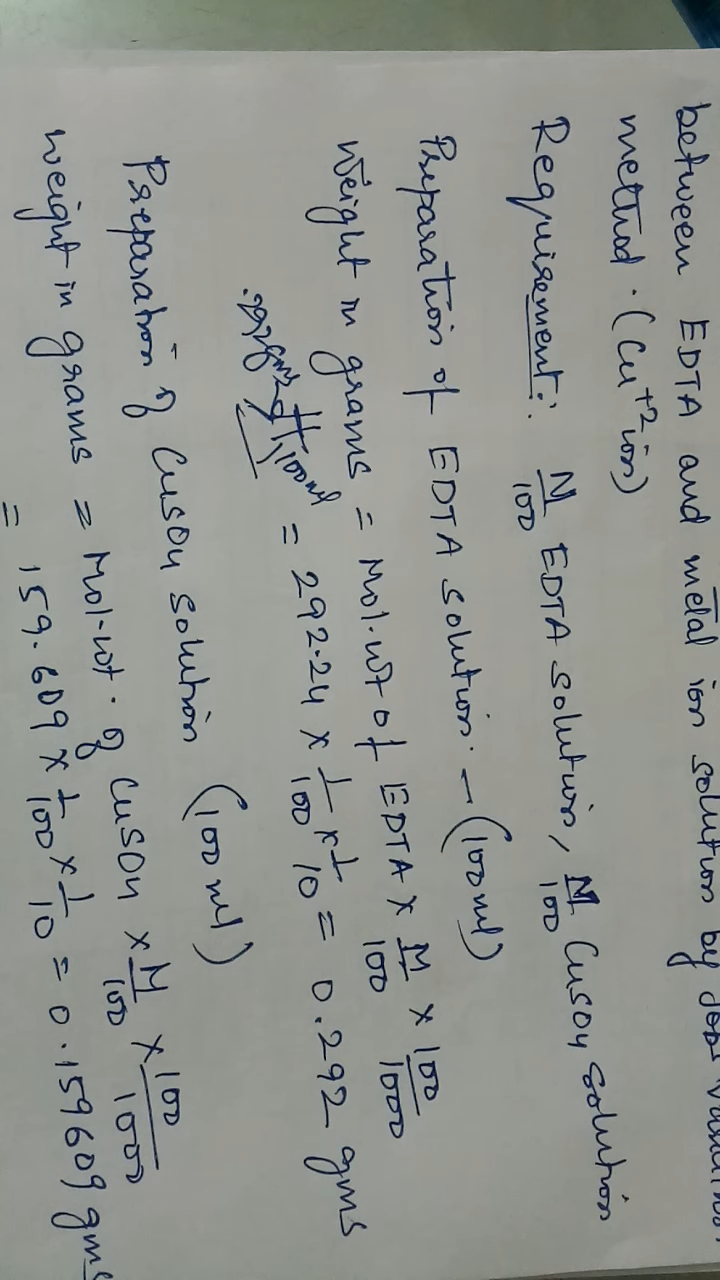 between EDTA and metal ion solution by
method. (Cu+2 ion)
Requirement: M/100 EDTA solution, M/100 CuSO4 solution
Preparation of EDTA solution: - (100 ml)
Weight in grams = Mol. wt of EDTA x M/100 x 100/1000
= 292.24 x 1/100 x 1/10 = 0.292 gms
100ml
Preparation of CuSO4 solution (100 ml)
weight in grams = Mol. wt. of CuSO4 x M/100 x 100/1000
= 159.609 x 1/100 x 1/10 = 0.159609 gms